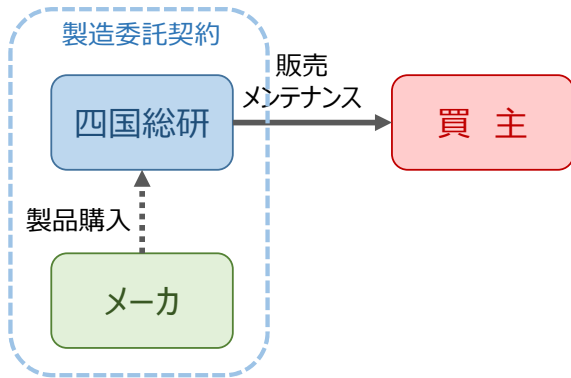 製造委託契約
四国総研
販売
メンテナンス
買 主
製品購入
メーカ